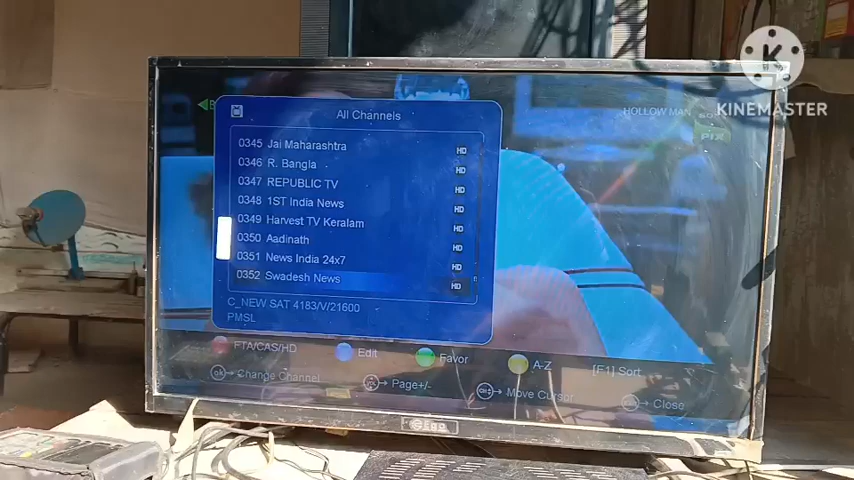 K
KINEMASTER
HOLLOW MAN
PIX
All Channels
0345 Jai Maharashtra HD
0346 R. Bangla HD
0347 REPUBLIC TV HD
0348 1ST India News HD
0349 Harvest TV Keralam HD
0350 Aadinath HD
0351 News India 24x7 HD
0352 Swadesh News HD
C_NEW SAT 4183/V/21600
PMSL
FTA/CAS/HD Edit Favor A-Z [F1] Sort
OK→ Change Channel → Page+/- → Move Cursor → Close